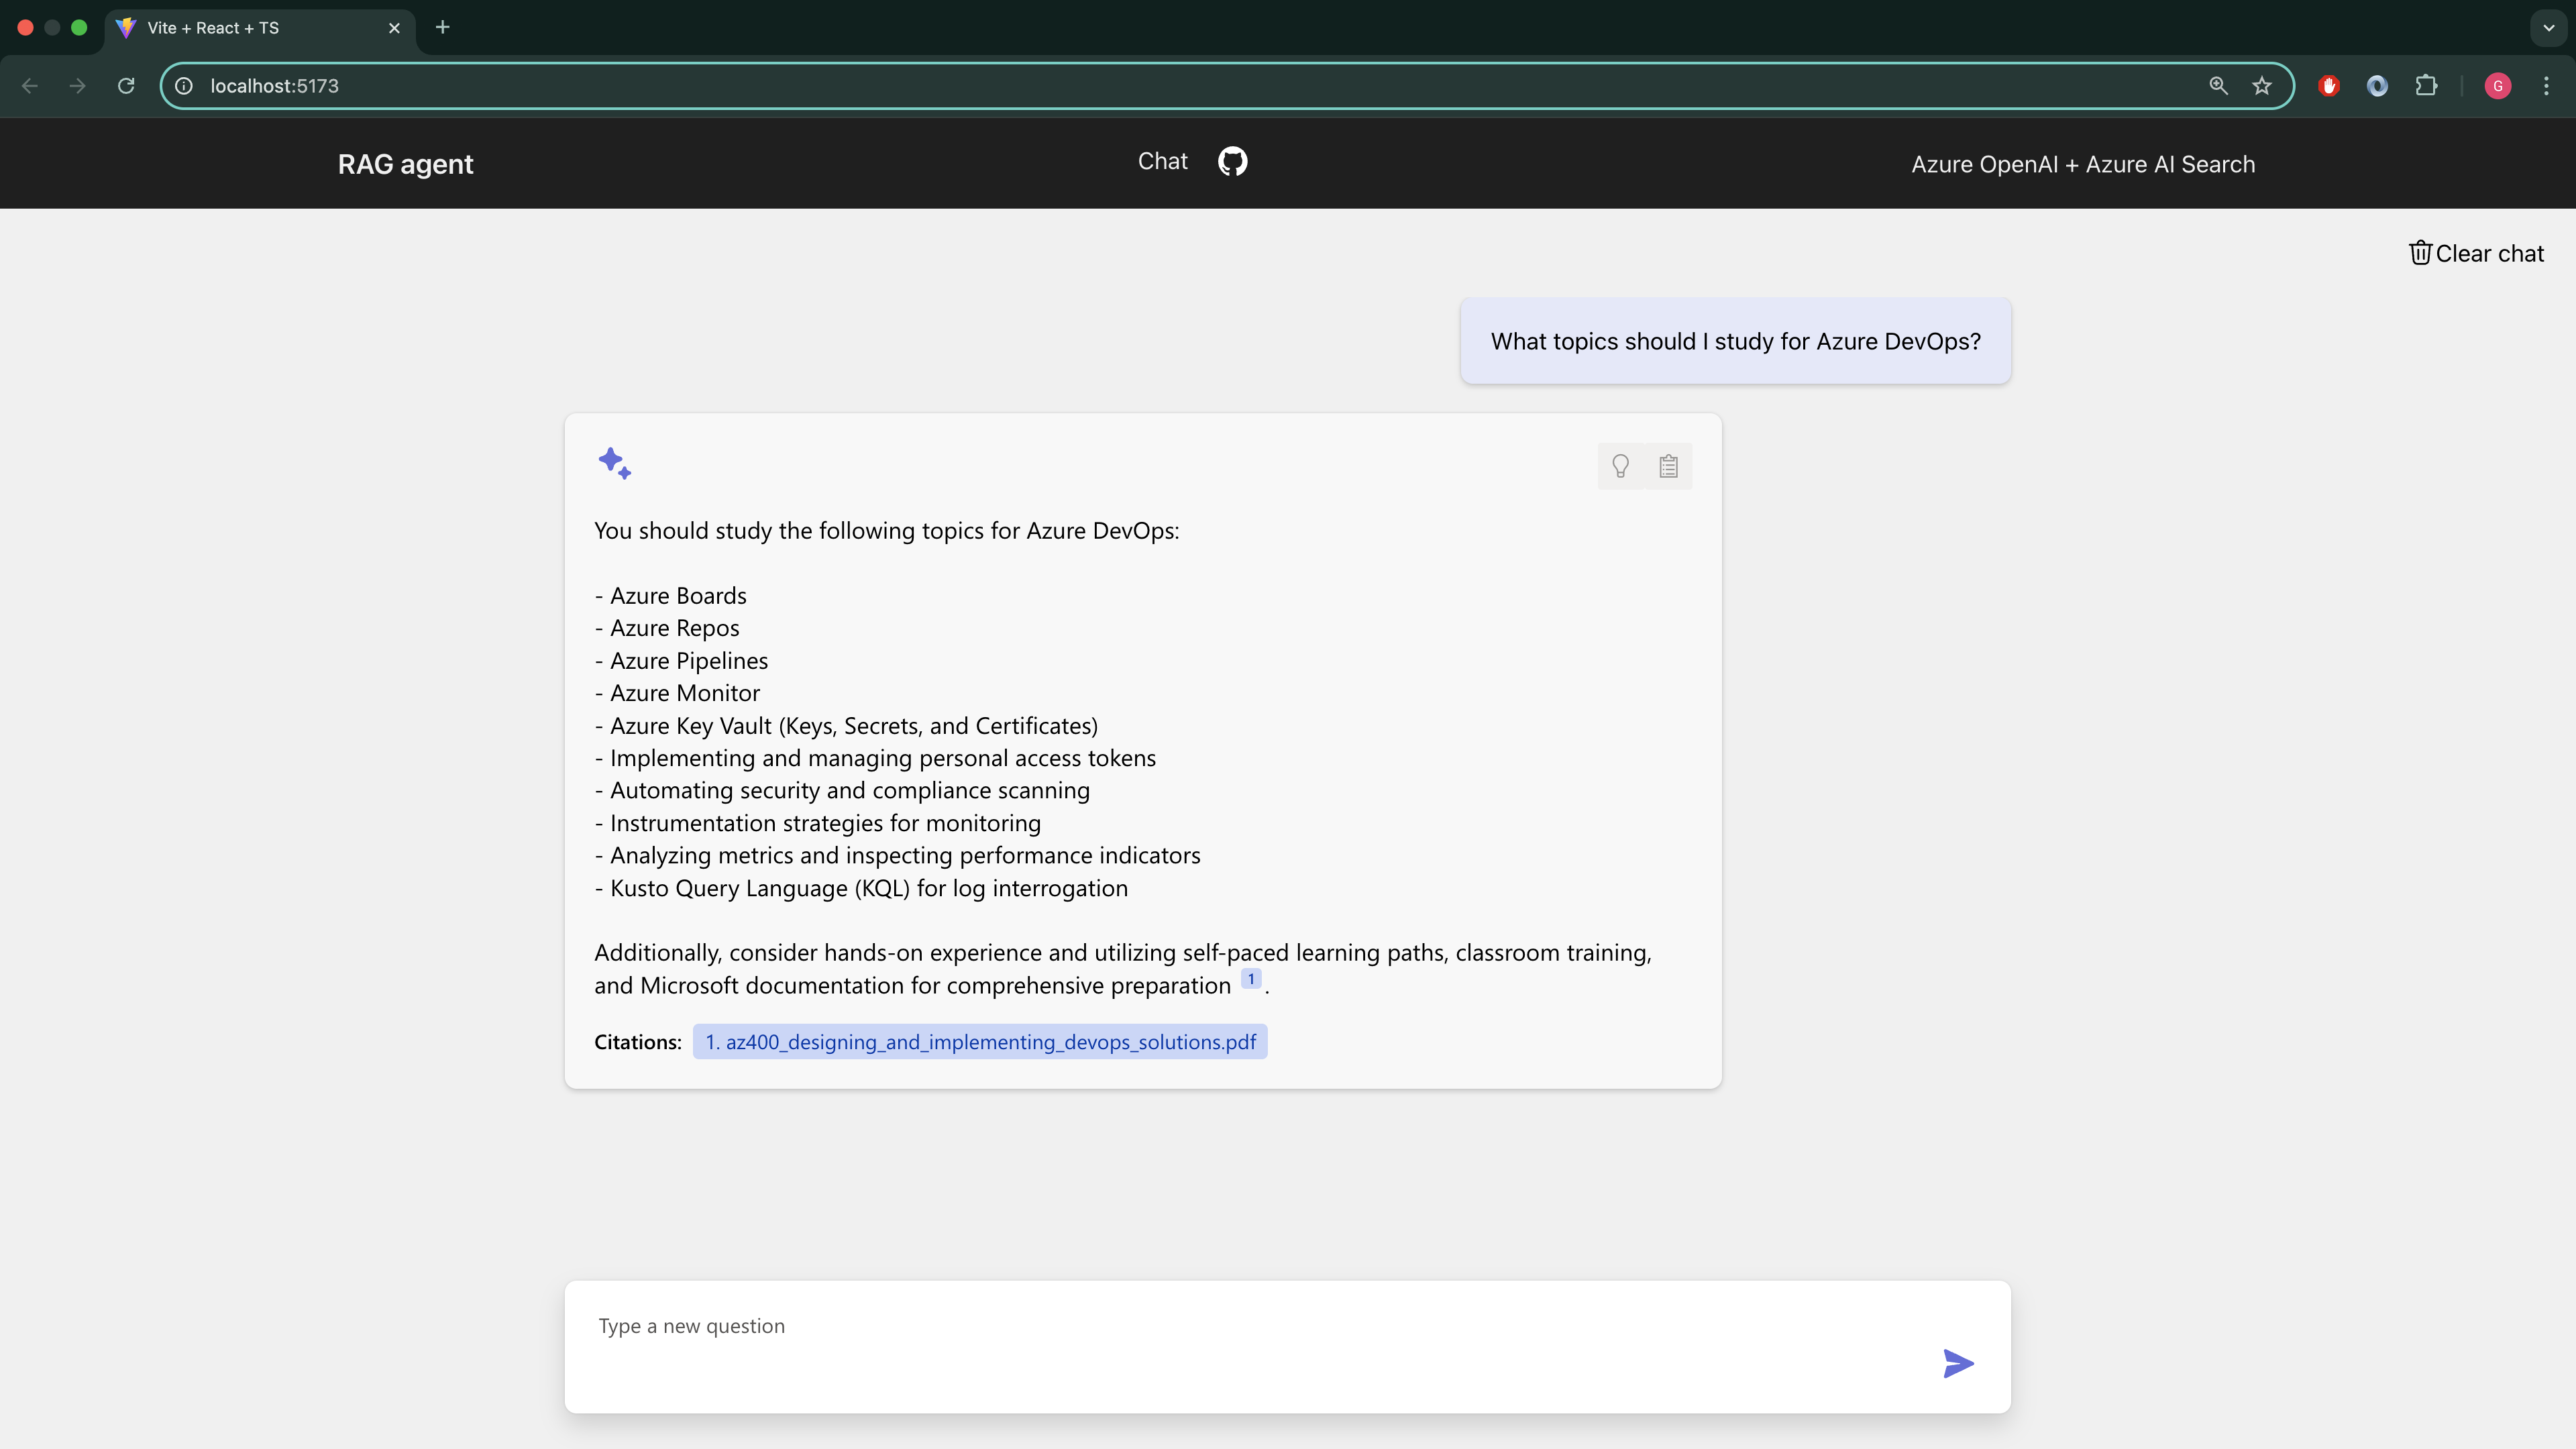 Vite + React + TS
localhost:5173
G
RAG agent
Chat
Azure OpenAI + Azure AI Search
Clear chat
What topics should I study for Azure DevOps?
You should study the following topics for Azure DevOps:
- Azure Boards
- Azure Repos
- Azure Pipelines
- Azure Monitor
- Azure Key Vault (Keys, Secrets, and Certificates)
- Implementing and managing personal access tokens
- Automating security and compliance scanning
- Instrumentation strategies for monitoring
- Analyzing metrics and inspecting performance indicators
- Kusto Query Language (KQL) for log interrogation
Additionally, consider hands-on experience and utilizing self-paced learning paths, classroom training,
and Microsoft documentation for comprehensive preparation 1 .
Citations: 1. az400_designing_and_implementing_devops_solutions.pdf
Type a new question